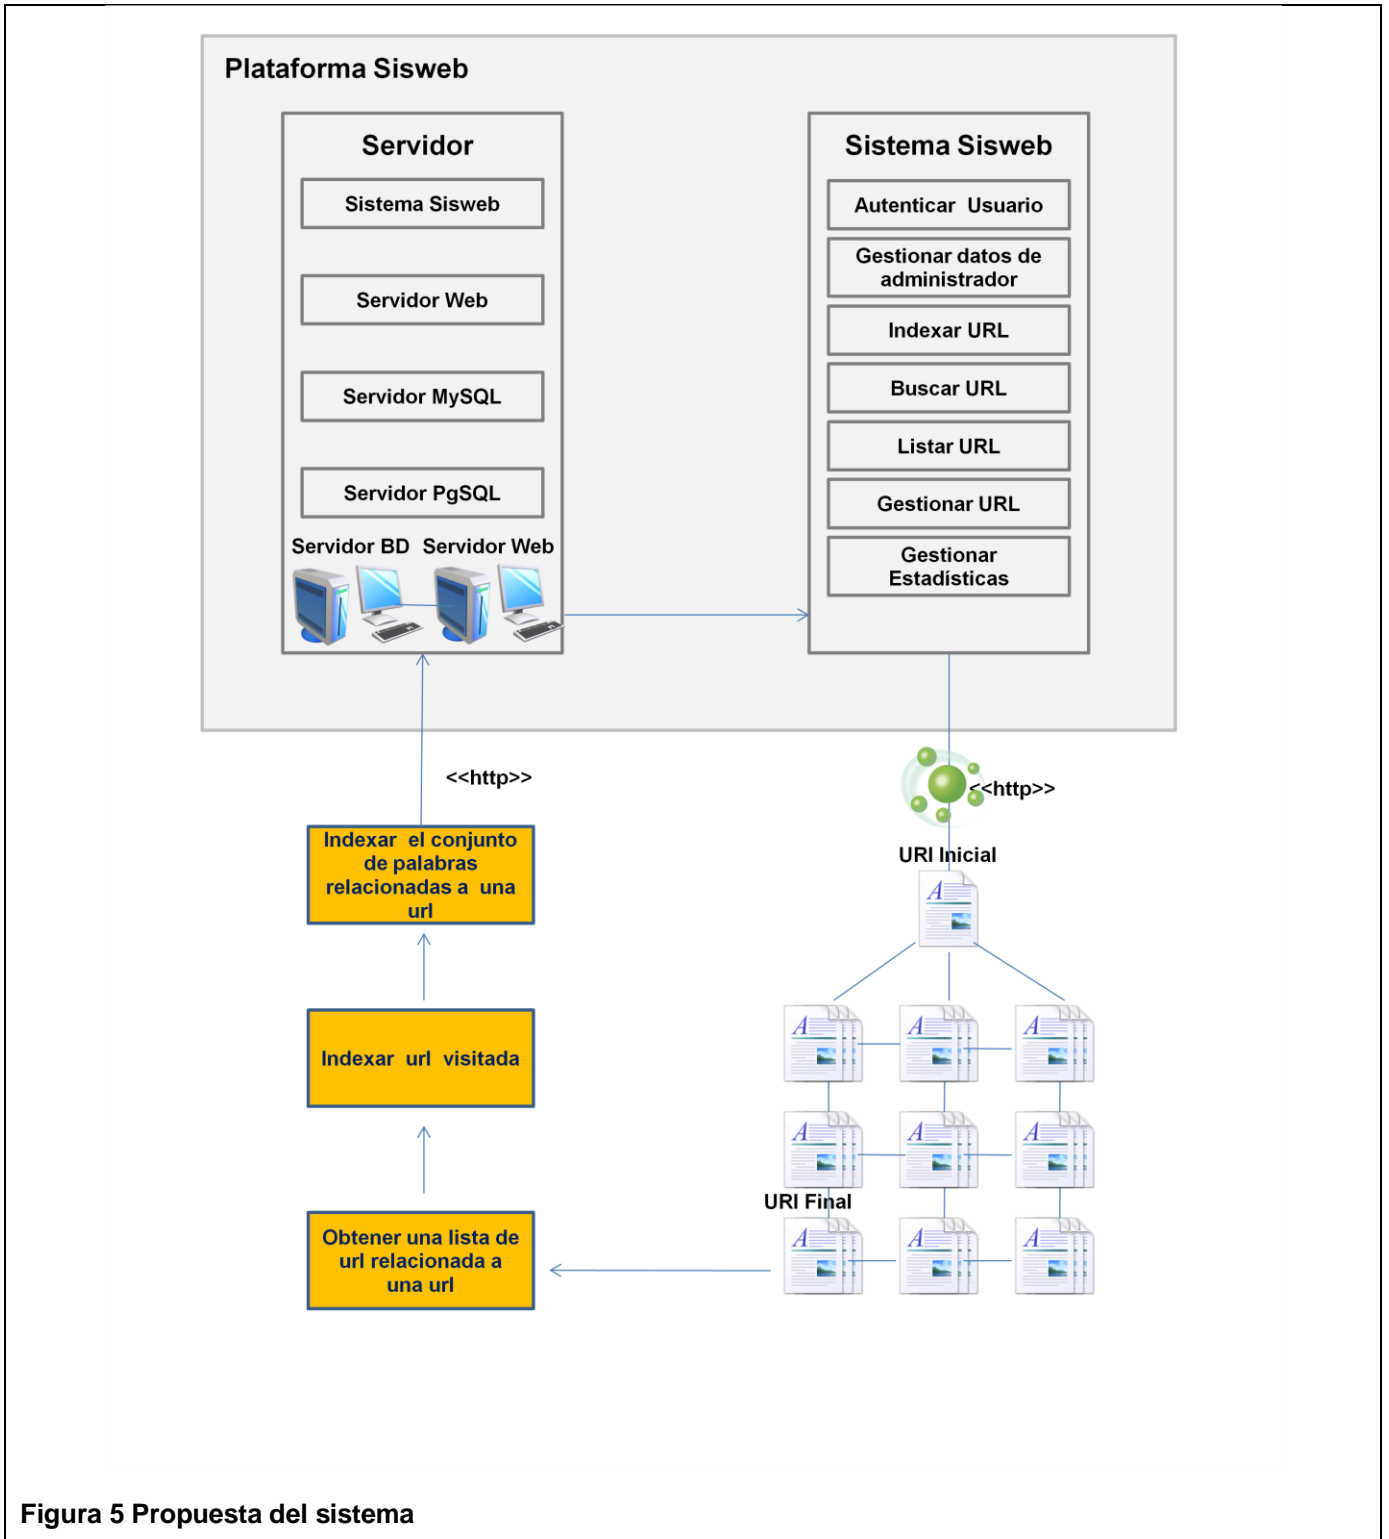 Plataforma Sisweb
Servidor
Sistema Sisweb
Servidor Web
Servidor MySQL
Servidor PgSQL
Servidor BD Servidor Web
Sistema Sisweb
Autenticar Usuario
Gestionar datos de
administrador
Indexar URL
Buscar URL
Listar URL
Gestionar URL
Gestionar
Estadísticas
<<http>>
<<http>>
URI Inicial
URI Final
Indexar el conjunto
de palabras
relacionadas a una
url
Indexar url visitada
Obtener una lista de
url relacionada a
una url
Figura 5 Propuesta del sistema